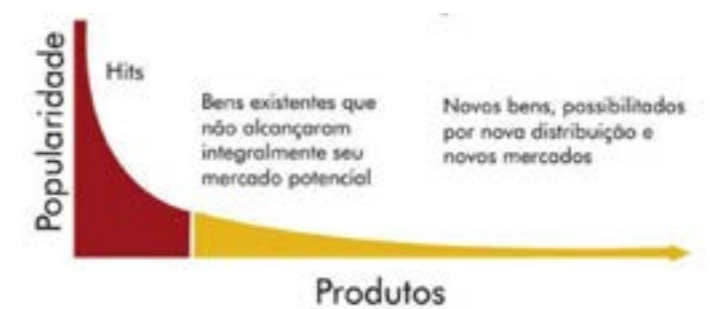 Popularidade
Hits
Bens existentes que
não alcançaram
integralmente seu
mercado potencial
Novos bens, possibilitados
por nova distribuição e
novos mercados
Produtos